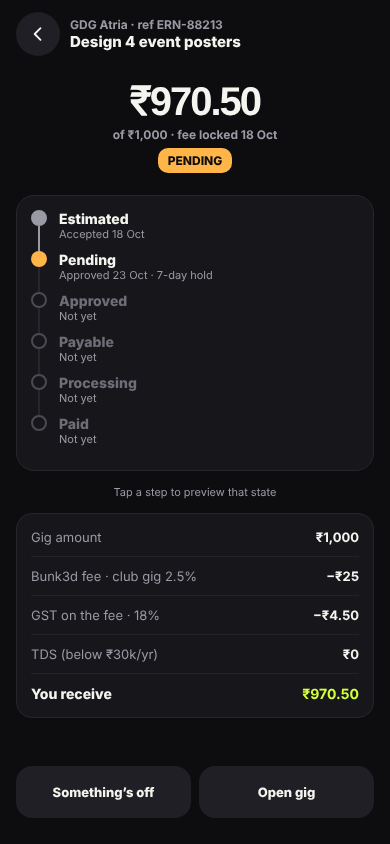 GDG Atria · ref ERN-88213
Design 4 event posters
₹970.50
of ₹1,000 · fee locked 18 Oct
PENDING
Estimated
Accepted 18 Oct
Pending
Approved 23 Oct · 7-day hold
Approved
Not yet
Payable
Not yet
Processing
Not yet
Paid
Not yet
Tap a step to preview that state
Gig amount ₹1,000
Bunk3d fee · club gig 2.5% −₹25
GST on the fee · 18% −₹4.50
TDS (below ₹30k/yr) ₹0
You receive ₹970.50
Something’s off Open gig